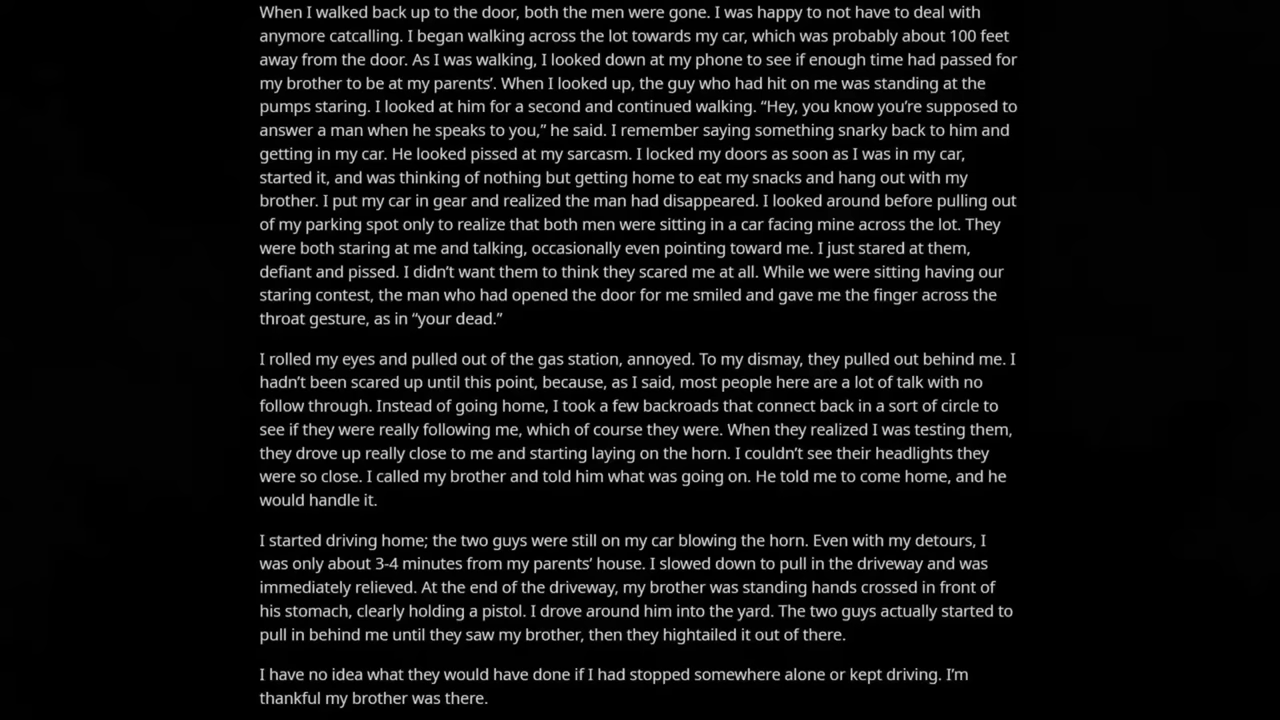 When I walked back up to the door, both the men were gone. I was happy to not have to deal with
anymore catcalling. I began walking across the lot towards my car, which was probably about 100 feet
away from the door. As I was walking, I looked down at my phone to see if enough time had passed for
my brother to be at my parents’. When I looked up, the guy who had hit on me was standing at the
pumps staring. I looked at him for a second and continued walking. “Hey, you know you’re supposed to
answer a man when he speaks to you,” he said. I remember saying something snarky back to him and
getting in my car. He looked pissed at my sarcasm. I locked my doors as soon as I was in my car,
started it, and was thinking of nothing but getting home to eat my snacks and hang out with my
brother. I put my car in gear and realized the man had disappeared. I looked around before pulling out
of my parking spot only to realize that both men were sitting in a car facing mine across the lot. They
were both staring at me and talking, occasionally even pointing toward me. I just stared at them,
defiant and pissed. I didn’t want them to think they scared me at all. While we were sitting having our
staring contest, the man who had opened the door for me smiled and gave me the finger across the
throat gesture, as in “your dead.”
I rolled my eyes and pulled out of the gas station, annoyed. To my dismay, they pulled out behind me. I
hadn’t been scared up until this point, because, as I said, most people here are a lot of talk with no
follow through. Instead of going home, I took a few backroads that connect back in a sort of circle to
see if they were really following me, which of course they were. When they realized I was testing them,
they drove up really close to me and starting laying on the horn. I couldn’t see their headlights they
were so close. I called my brother and told him what was going on. He told me to come home, and he
would handle it.
I started driving home; the two guys were still on my car blowing the horn. Even with my detours, I
was only about 3-4 minutes from my parents’ house. I slowed down to pull in the driveway and was
immediately relieved. At the end of the driveway, my brother was standing hands crossed in front of
his stomach, clearly holding a pistol. I drove around him into the yard. The two guys actually started to
pull in behind me until they saw my brother, then they hightailed it out of there.
I have no idea what they would have done if I had stopped somewhere alone or kept driving. I’m
thankful my brother was there.